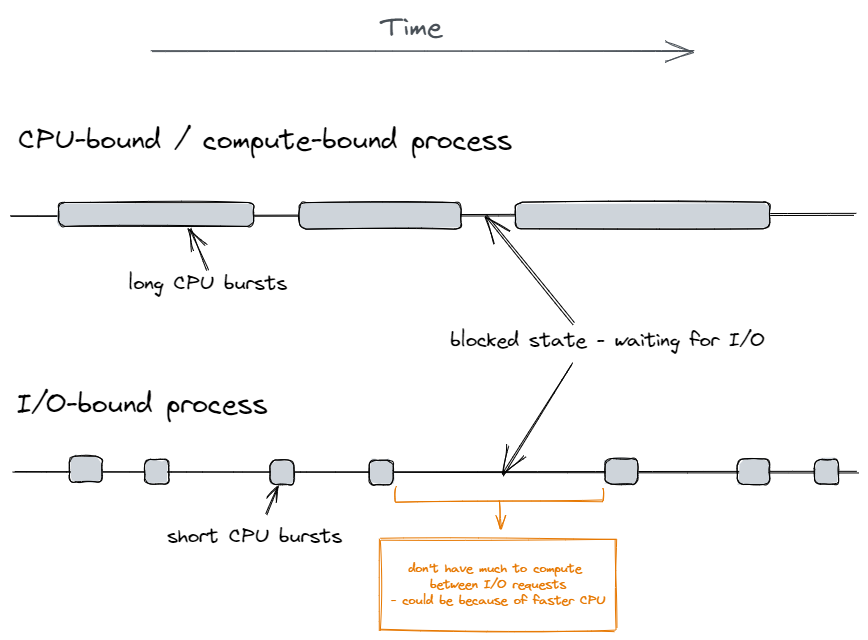 Time
CPU-bound / compute-bound process
long CPU bursts
blocked state - waiting for I/O
I/O-bound process
short CPU bursts
don't have much to compute
between I/O requests
- could be because of faster CPU